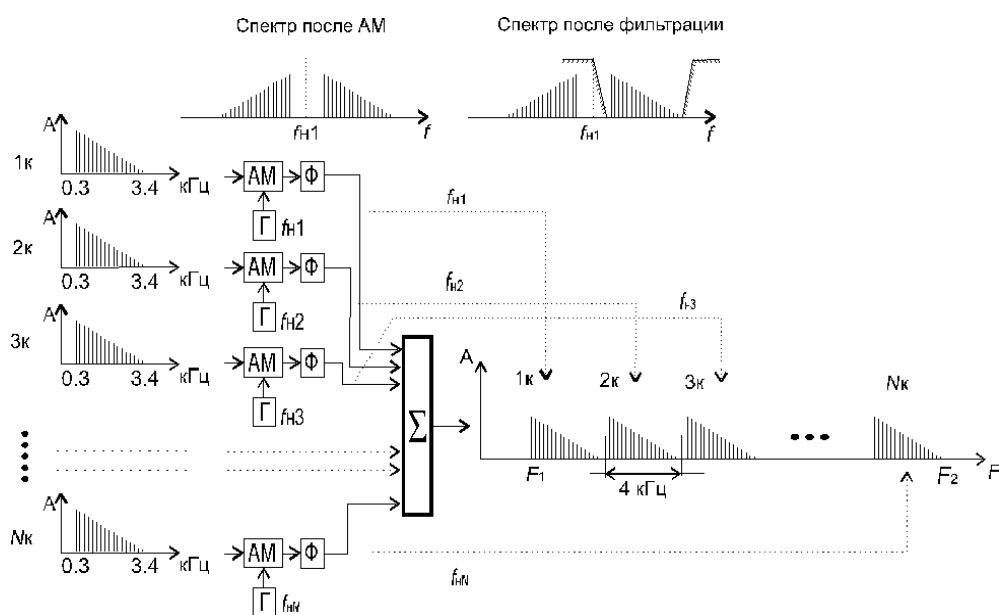 Спектр после АМ
Спектр после фильтрации
fн1
f
fн1
f
1к
A
0.3
3.4
кГц
АМ
Ф
Г
fн1
fн1
2к
A
0.3
3.4
кГц
АМ
Ф
Г
fн2
fн2
3к
A
0.3
3.4
кГц
АМ
Ф
Г
fн3
fн3
Σ
A
1к
2к
3к
Nк
F1
4 кГц
F2
F
Nк
A
0.3
3.4
кГц
АМ
Ф
Г
fнN
fнN